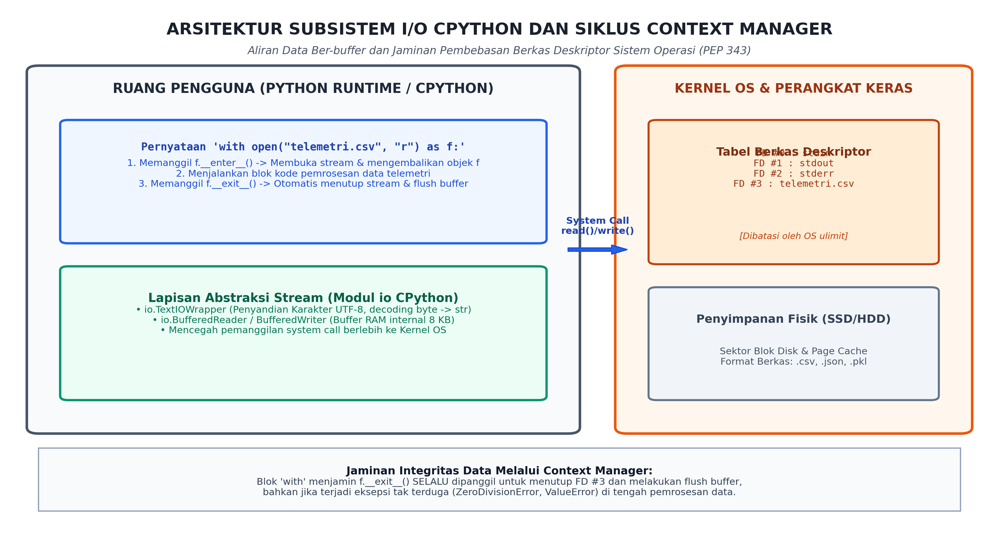 ARSITEKTUR SUBSISTEM I/O CPYTHON DAN SIKLUS CONTEXT MANAGER
Aliran Data Ber-buffer dan Jaminan Pembebasan Berkas Deskriptor Sistem Operasi (PEP 343)
RUANG PENGGUNA (PYTHON RUNTIME / CPYTHON)
Pernyataan 'with open("telemetri.csv", "r") as f:'
1. Memanggil f.__enter__() -> Membuka stream & mengembalikan objek f
2. Menjalankan blok kode pemrosesan data telemetri
3. Memanggil f.__exit__() -> Otomatis menutup stream & flush buffer
Lapisan Abstraksi Stream (Modul io CPython)
• io.TextIOWrapper (Penyandian Karakter UTF-8, decoding byte -> str)
• io.BufferedReader / BufferedWriter (Buffer RAM internal 8 KB)
• Mencegah pemanggilan system call berlebih ke Kernel OS
System Call
read()/write()
KERNEL OS & PERANGKAT KERAS
Tabel Berkas Deskriptor
FD #0 : stdin
FD #1 : stdout
FD #2 : stderr
FD #3 : telemetri.csv
[Dibatasi oleh OS ulimit]
Penyimpanan Fisik (SSD/HDD)
Sektor Blok Disk & Page Cache
Format Berkas: .csv, .json, .pkl
Jaminan Integritas Data Melalui Context Manager:
Blok 'with' menjamin f.__exit__() SELALU dipanggil untuk menutup FD #3 dan melakukan flush buffer,
bahkan jika terjadi eksepsi tak terduga (ZeroDivisionError, ValueError) di tengah pemrosesan data.